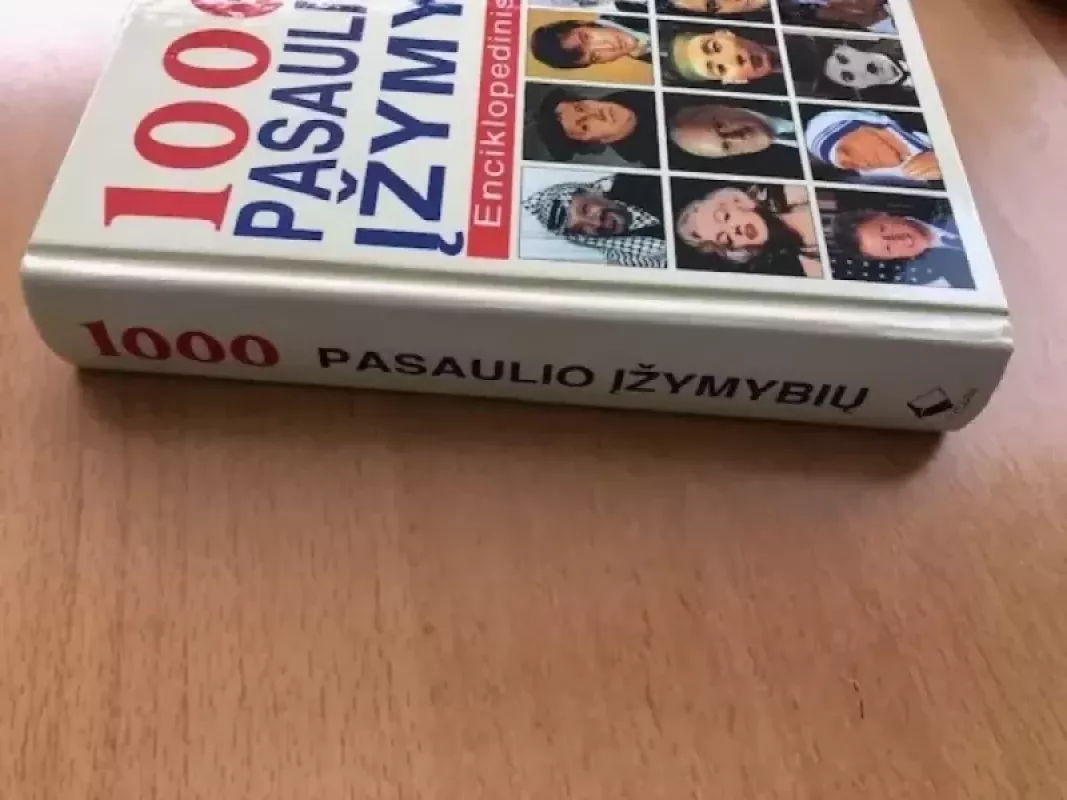 100
PASAULI
ĮŽYMY
Enciklopedinis
1000 PASAULIO ĮŽYMYBIŲ